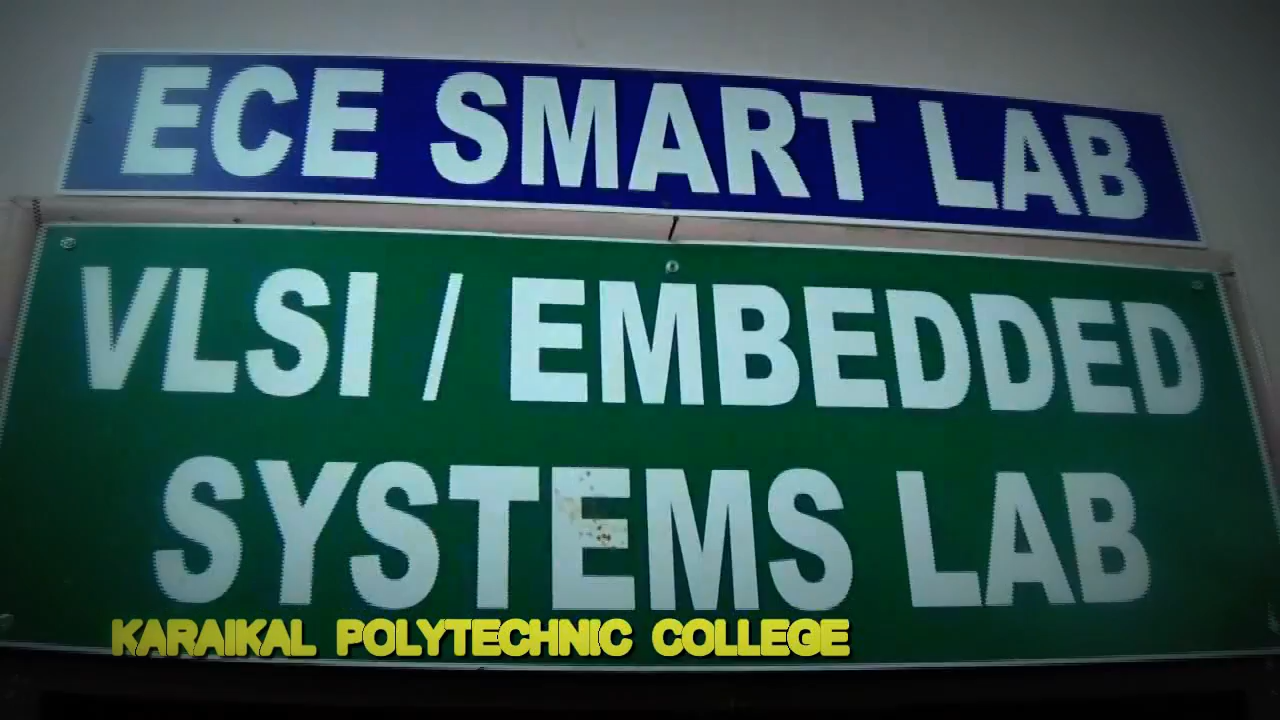 ECE SMART LAB
VLSI / EMBEDDED
SYSTEMS LAB
KARAIKAL POLYTECHNIC COLLEGE